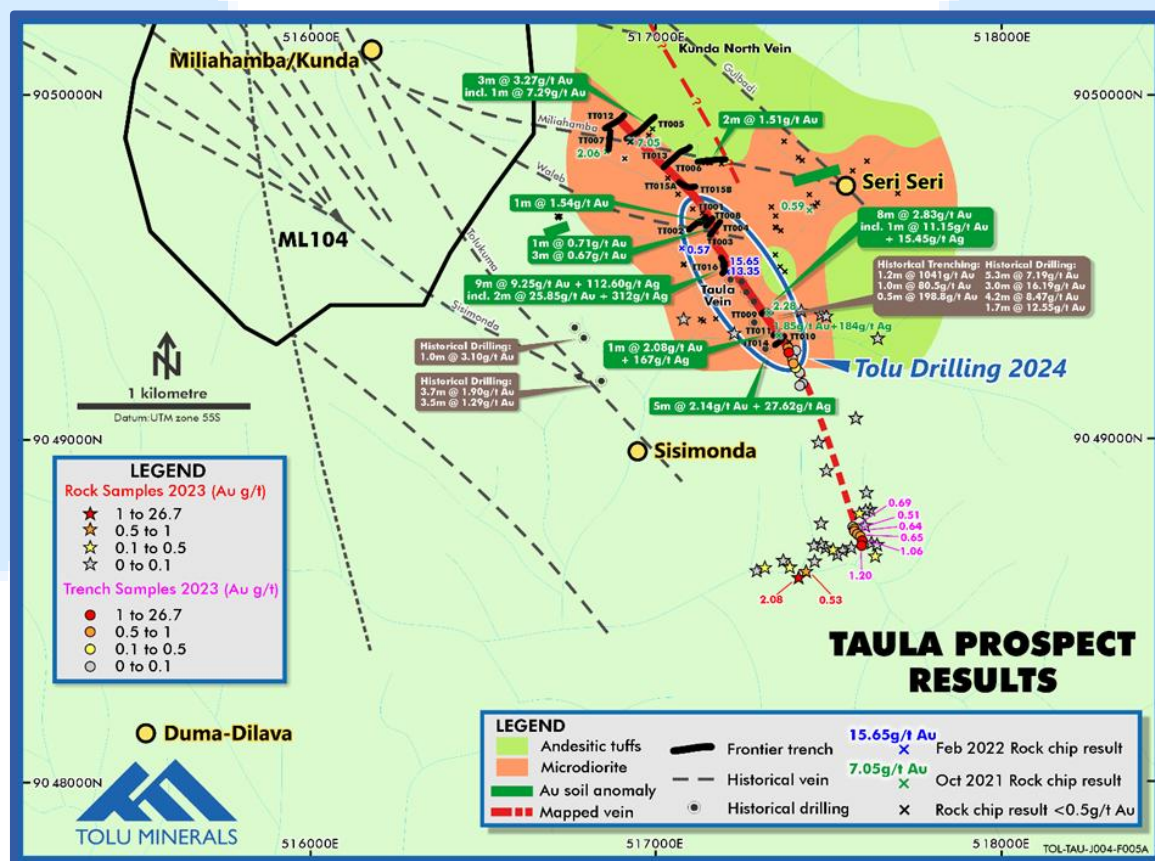 516000E
517000E
518000E
Miliahamba/Kunda
Kunda North Vein
Guibadi
3m @ 3.27g/t Au
incl. 1m @ 7.29g/t Au
9050000N
9050000N
TT012
TT005
2m @ 1.51g/t Au
Miliahamba
TT007
7.05
2.06
TT013
TT006
Waleb
TT015A
TT015B
Seri Seri
1m @ 1.54g/t Au
TT001
0.59
TT008
8m @ 2.83g/t Au
incl. 1m @ 11.15g/t Au
+ 15.45g/t Ag
TT002
TT004
ML104
Tolukuma
1m @ 0.71g/t Au
3m @ 0.67g/t Au
TT003
0.57
15.65
13.35
TT016
Historical Trenching:
1.2m @ 1041g/t Au
1.0m @ 80.5g/t Au
0.5m @ 198.8g/t Au
Historical Drilling:
5.3m @ 7.19g/t Au
3.0m @ 16.19g/t Au
4.2m @ 8.47g/t Au
1.7m @ 12.55g/t Au
9m @ 9.25g/t Au + 112.60g/t Ag
incl. 2m @ 25.85g/t Au + 312g/t Ag
Taula
Vein
Sisimonda
2.28
TT009
1.85g/t Au+184g/t Ag
TT011
TT010
TT014
Historical Drilling:
1.0m @ 3.10g/t Au
1m @ 2.08g/t Au
+ 167g/t Ag
N
1 kilometre
Datum:UTM zone 55S
Tolu Drilling 2024
Historical Drilling:
3.7m @ 1.90g/t Au
3.5m @ 1.29g/t Au
5m @ 2.14g/t Au + 27.62g/t Ag
9049000N
9049000N
Sisimonda
LEGEND
Rock Samples 2023 (Au g/t)
1 to 26.7
0.5 to 1
0.1 to 0.5
0 to 0.1
Trench Samples 2023 (Au g/t)
1 to 26.7
0.5 to 1
0.1 to 0.5
0 to 0.1
0.69
0.51
0.64
0.65
1.06
1.20
2.08
0.53
TAULA PROSPECT
RESULTS
Duma-Dilava
LEGEND
Andesitic tuffs
Microdiorite
Au soil anomaly
Mapped vein
Frontier trench
Historical vein
Historical drilling
15.65g/t Au
Feb 2022 Rock chip result
7.05g/t Au
Oct 2021 Rock chip result
Rock chip result <0.5g/t Au
9048000N
9048000N
TOLU MINERALS
516000E
517000E
518000E
TOL-TAU-J004-F005A
?
?